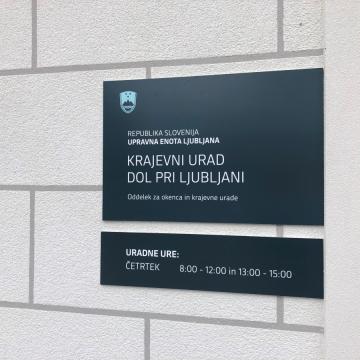 REPUBLIKA SLOVENIJA
UPRAVNA ENOTA LJUBLJANA
KRAJEVNI URAD
DOL PRI LJUBLJANI
Oddelek za okenca in krajevne urade
URADNE URE:
ČETRTEK 8:00 - 12:00 in 13:00 - 15:00